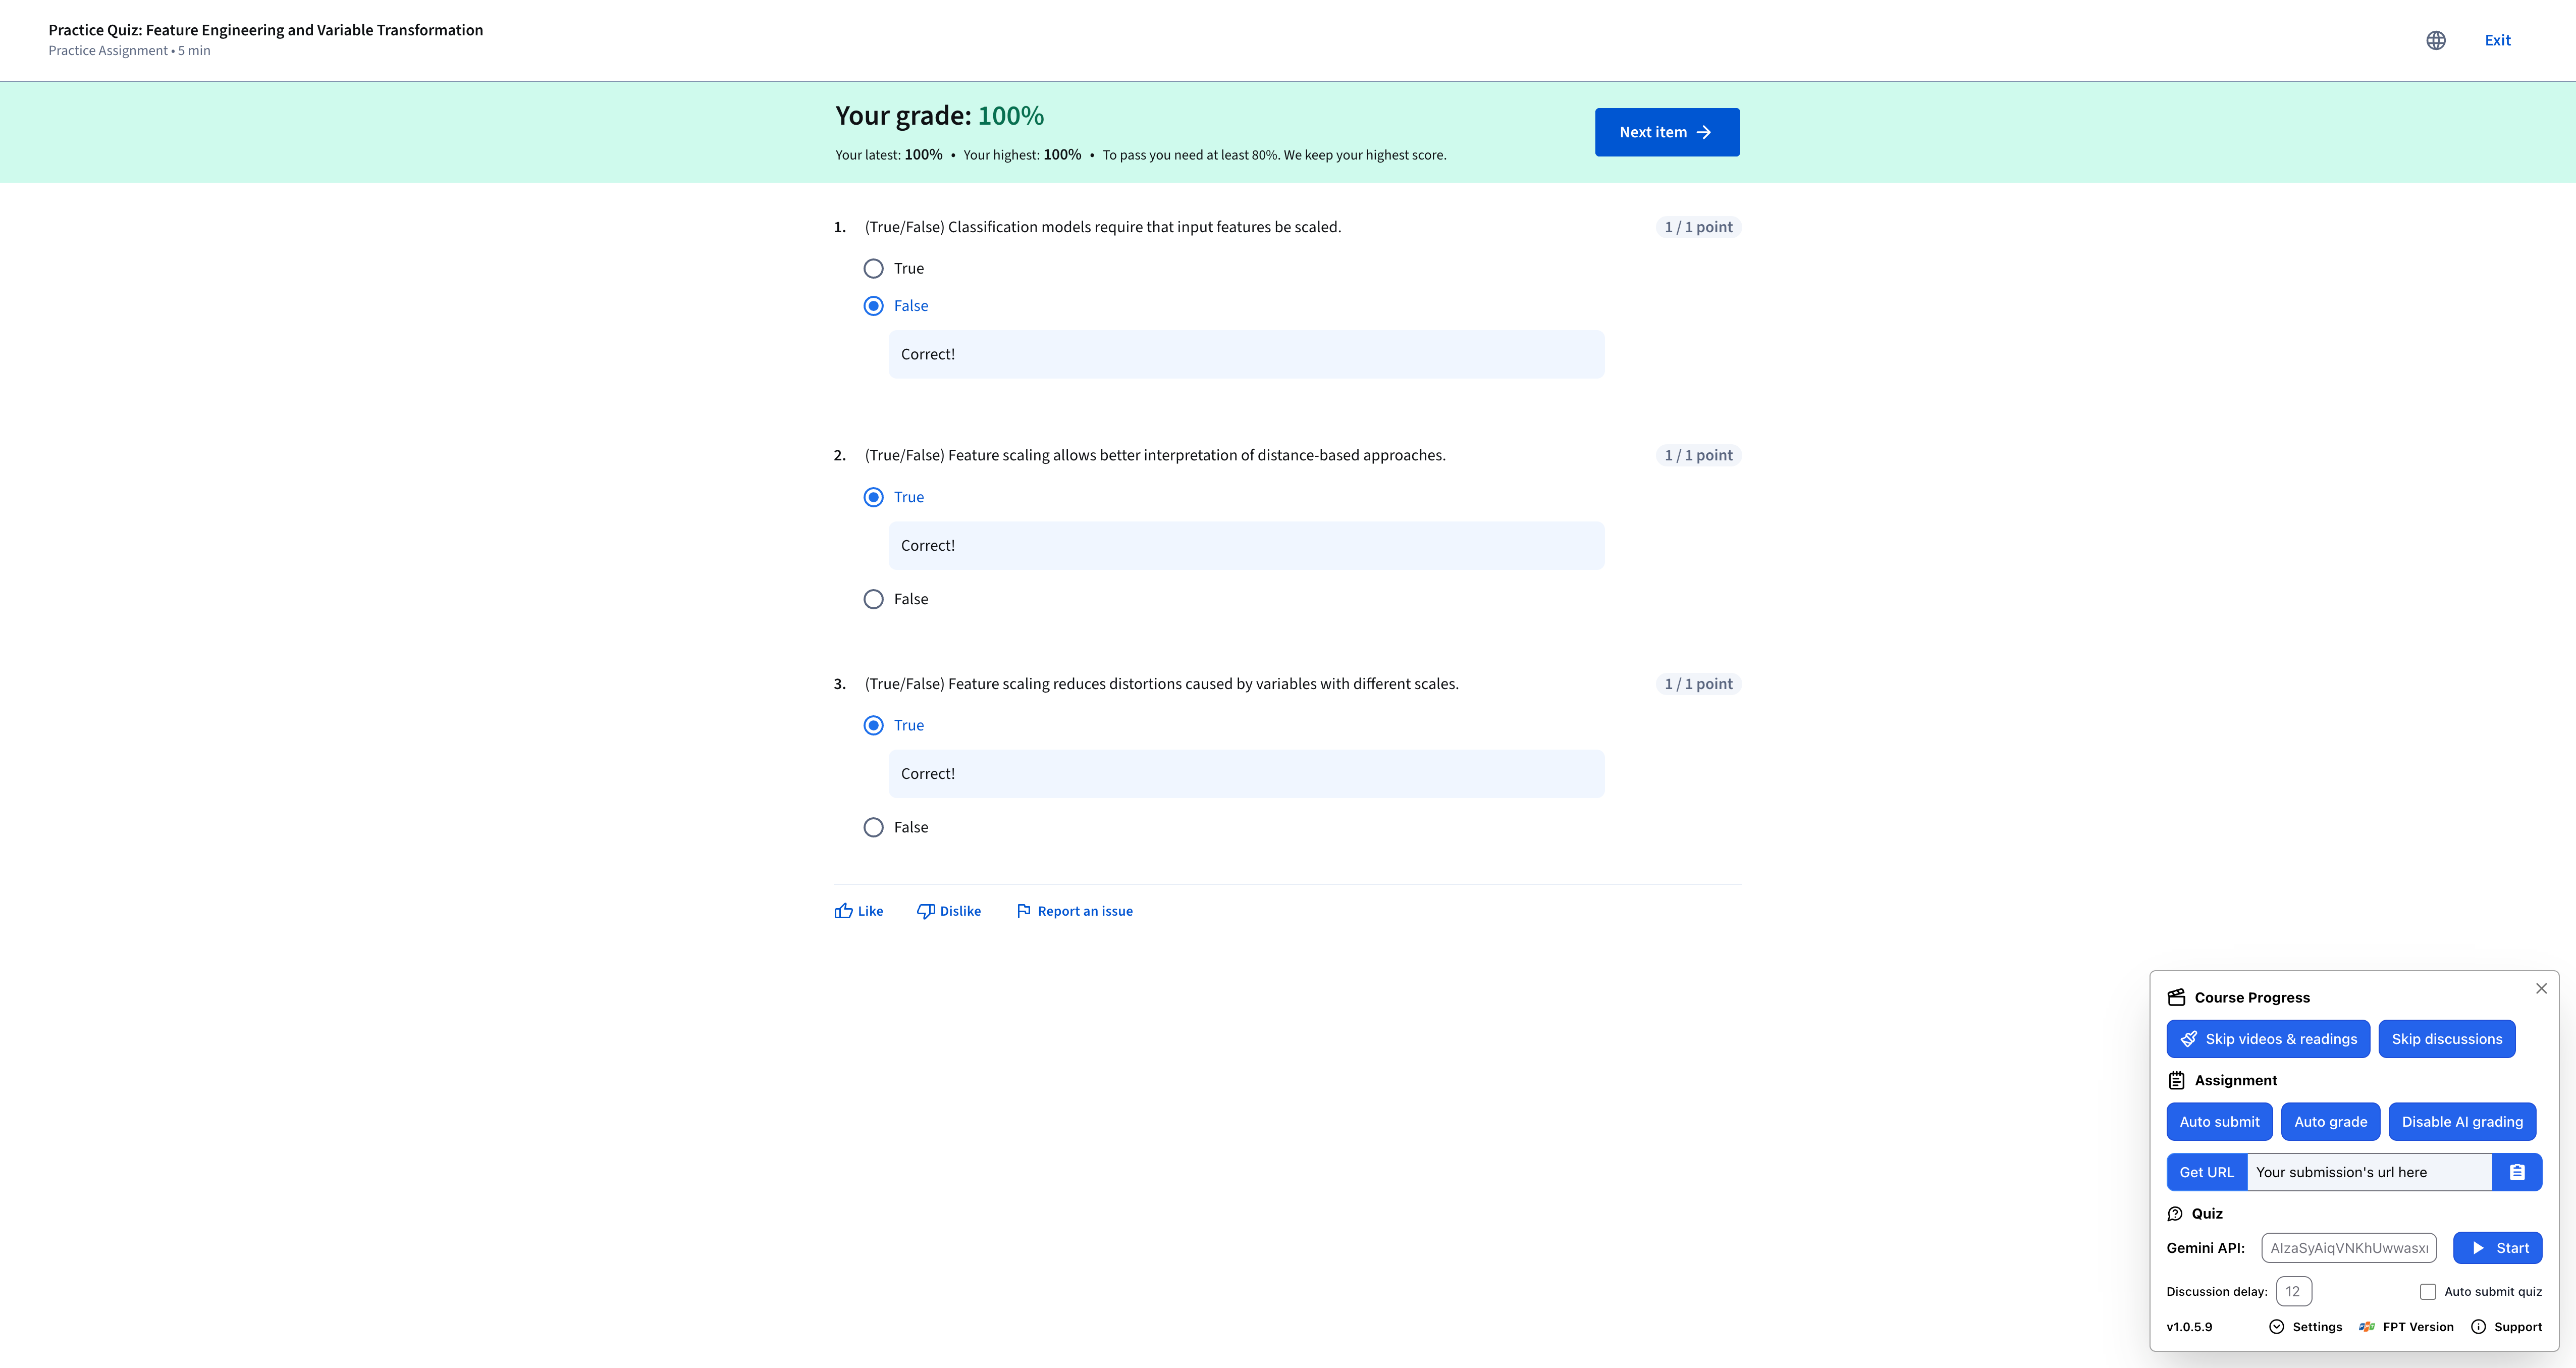 Practice Quiz: Feature Engineering and Variable Transformation
Practice Assignment • 5 min
Exit
Your grade: 100%
Your latest: 100% • Your highest: 100% • To pass you need at least 80%. We keep your highest score.
Next item
1. (True/False) Classification models require that input features be scaled.
1 / 1 point
True
False
Correct!
2. (True/False) Feature scaling allows better interpretation of distance-based approaches.
1 / 1 point
True
Correct!
False
3. (True/False) Feature scaling reduces distortions caused by variables with different scales.
1 / 1 point
True
Correct!
False
Like
Dislike
Report an issue
Course Progress
Skip videos & readings
Skip discussions
Assignment
Auto submit
Auto grade
Disable AI grading
Get URL
Your submission's url here
Quiz
Gemini API:
Start
Discussion delay: 12
Auto submit quiz
v1.0.5.9
Settings
FPT Version
Support